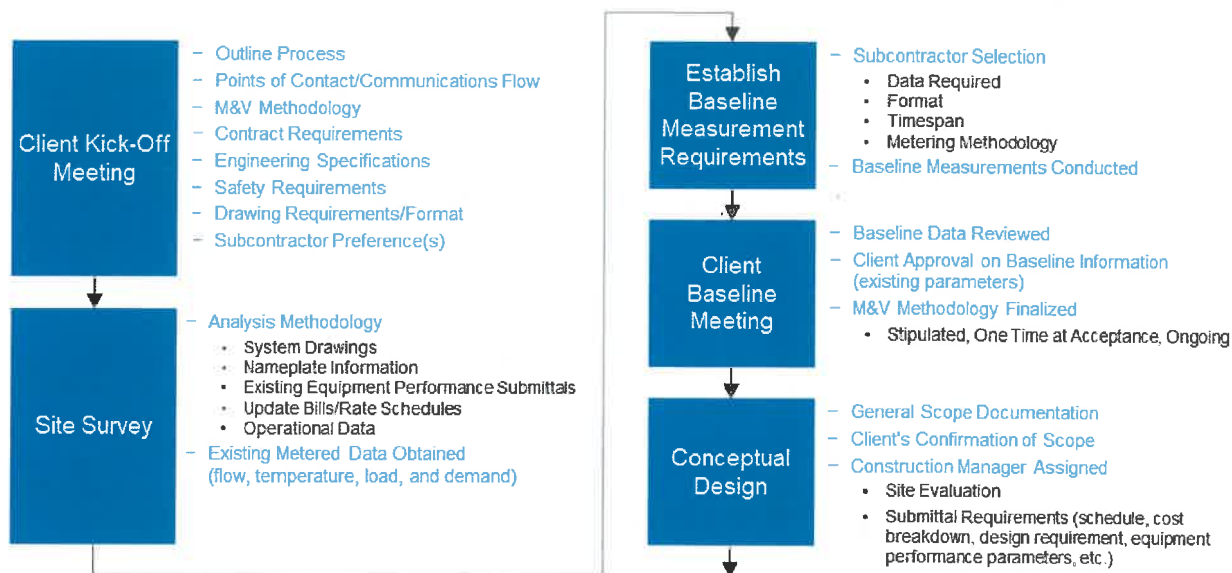 Client Kick-Off
Meeting
– Outline Process
– Points of Contact/Communications Flow
– M&V Methodology
– Contract Requirements
– Engineering Specifications
– Safety Requirements
– Drawing Requirements/Format
– Subcontractor Preference(s)
Site Survey
– Analysis Methodology
• System Drawings
• Nameplate Information
• Existing Equipment Performance Submittals
• Update Bills/Rate Schedules
• Operational Data
– Existing Metered Data Obtained
(flow, temperature, load, and demand)
Establish
Baseline
Measurement
Requirements
– Subcontractor Selection
• Data Required
• Format
• Timespan
• Metering Methodology
– Baseline Measurements Conducted
Client
Baseline
Meeting
– Baseline Data Reviewed
– Client Approval on Baseline Information
(existing parameters)
– M&V Methodology Finalized
• Stipulated, One Time at Acceptance, Ongoing
Conceptual
Design
– General Scope Documentation
– Client's Confirmation of Scope
– Construction Manager Assigned
• Site Evaluation
• Submittal Requirements (schedule, cost
breakdown, design requirement, equipment
performance parameters, etc.)